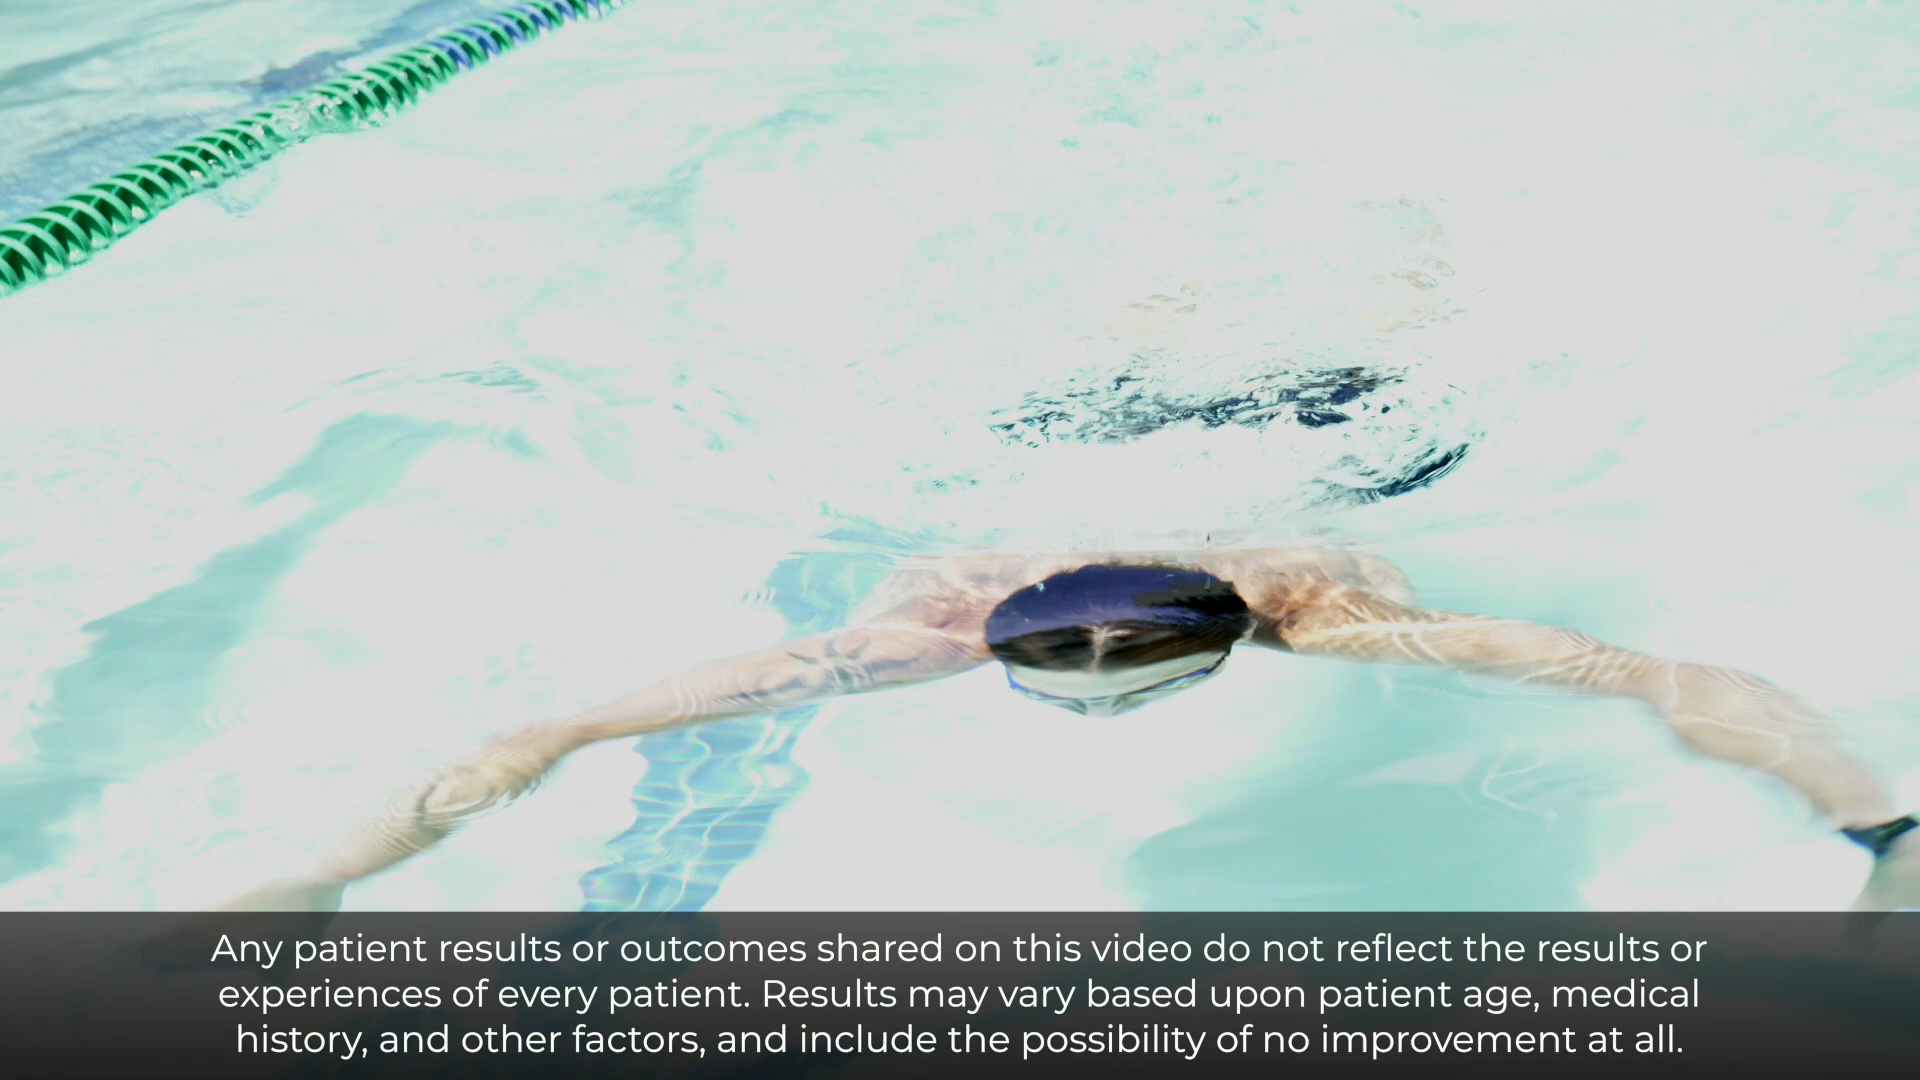 Any patient results or outcomes shared on this video do not reflect the results or
experiences of every patient. Results may vary based upon patient age, medical
history, and other factors, and include the possibility of no improvement at all.